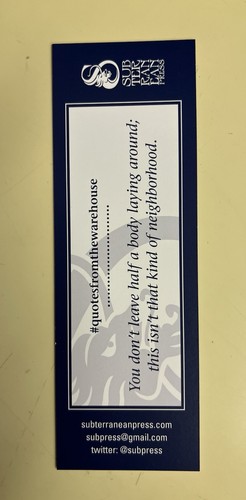 SUB
TER
RAN
EAN
PRESS
#quotesfromthewarehouse
........................
You don't leave half a body laying around;
this isn't that kind of neighborhood.
subterraneanpress.com
subpress@gmail.com
twitter: @subpress